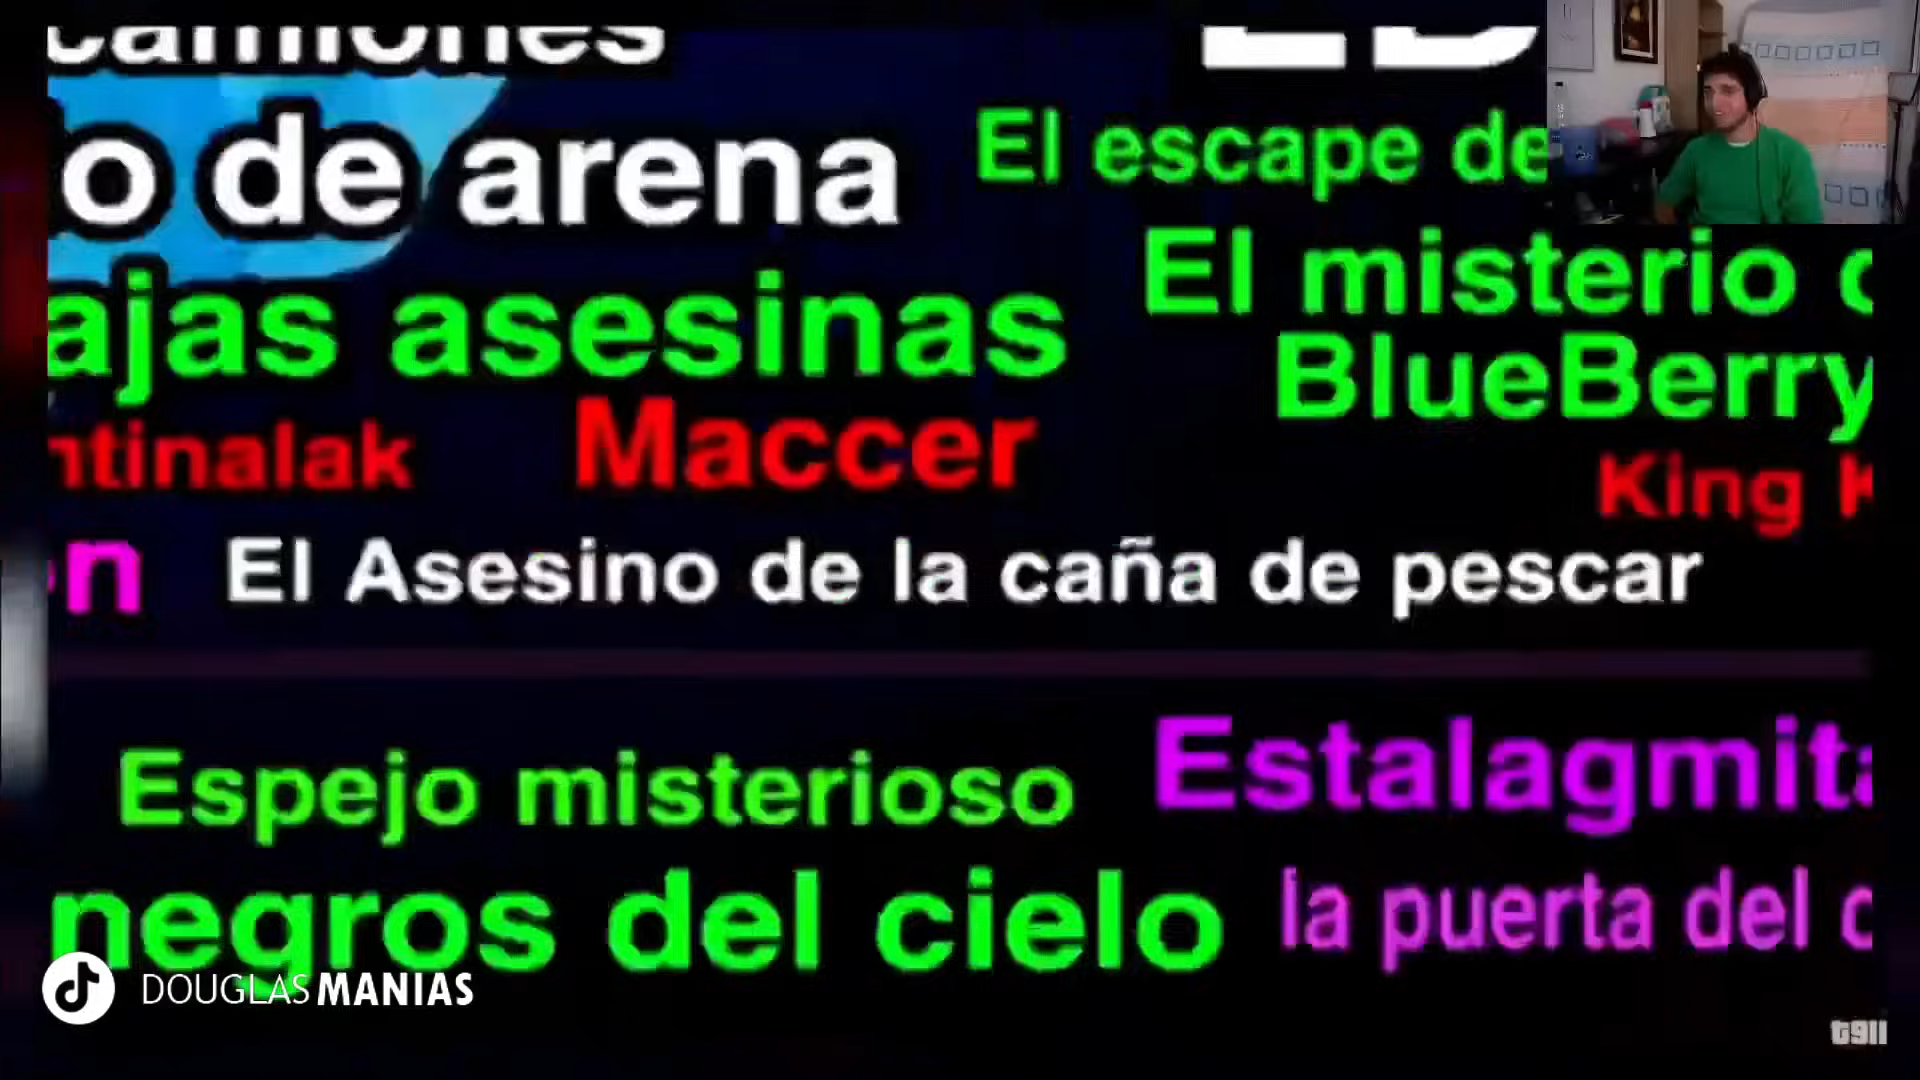 camiones
o de arena
El escape de
ajas asesinas
El misterio
BlueBerry
ntinalak
Maccer
King K
n
El Asesino de la caña de pescar
Espejo misterioso
Estalagmita
negros del cielo
la puerta del
DOUGLASMANIAS
t911